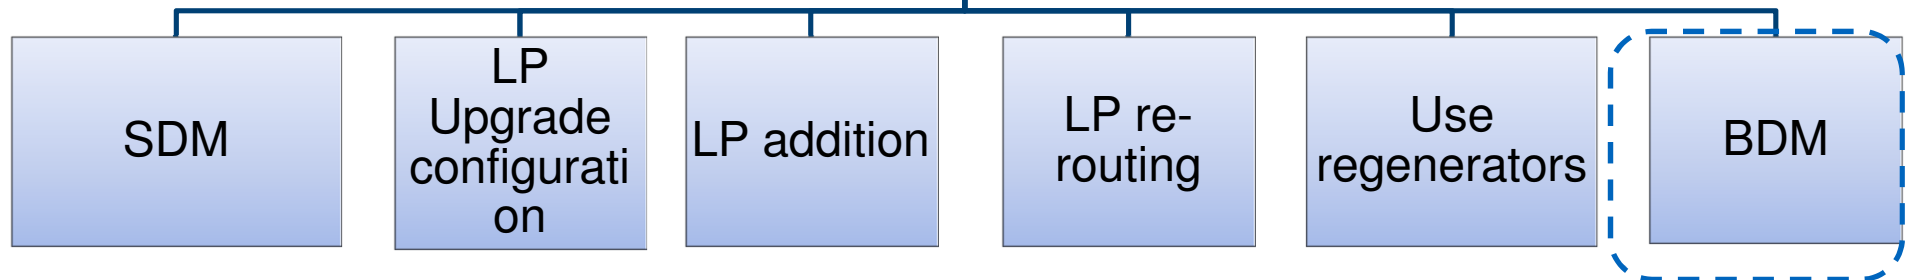 SDM
LP
Upgrade
configurati
on
LP addition
LP re-
routing
Use
regenerators
BDM